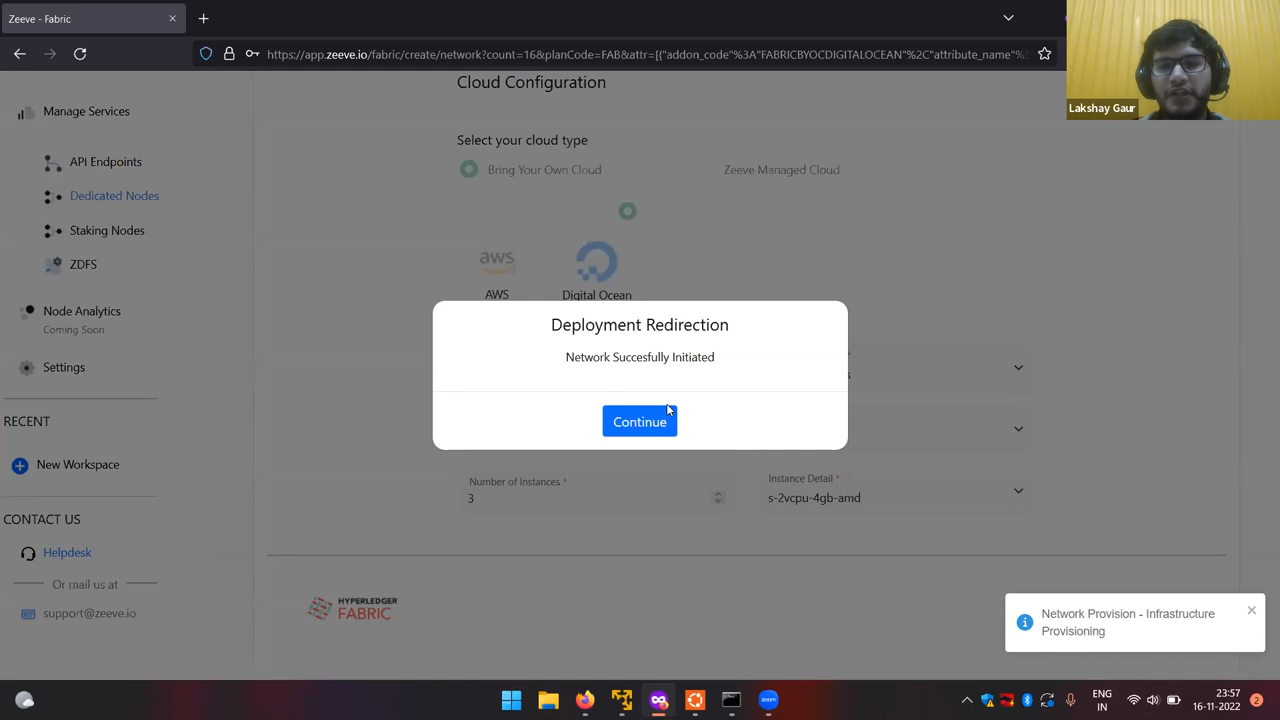 Zeeve - Fabric
https://app.zeeve.io/fabric/create/network?count=16&planCode=FAB&attr=[{"addon_code"%3A"FABRICBYOCDIGITALOCEAN"%2C"attribute_name"%
Lakshay Gaur
Manage Services
API Endpoints
Dedicated Nodes
Staking Nodes
ZDFS
Node Analytics
Coming Soon
Settings
RECENT
New Workspace
CONTACT US
Helpdesk
Or mail us at
support@zeeve.io
Cloud Configuration
Select your cloud type
Bring Your Own Cloud
Zeeve Managed Cloud
aws
AWS
Digital Ocean
Deployment Redirection
Network Succesfully Initiated
Continue
Number of Instances *
3
Instance Detail *
s-2vcpu-4gb-amd
HYPERLEDGER
FABRIC
Network Provision - Infrastructure
Provisioning
zoom
ENG
IN
23:57
16-11-2022
2